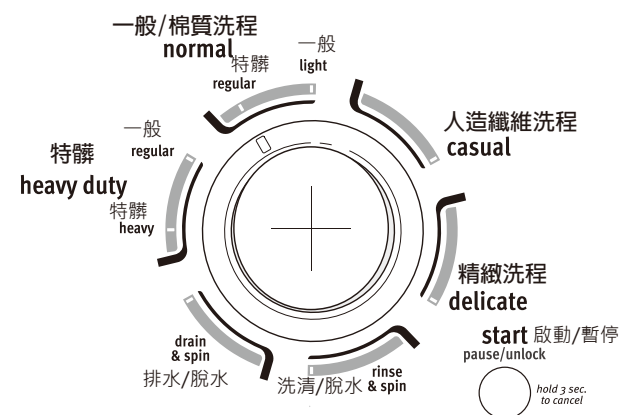 一般/棉質洗程
normal
特髒
regular
一般
light
人造纖維洗程
casual
一般
regular
特髒
heavy duty
特髒
heavy
精緻洗程
delicate
start 啟動/暫停
pause/unlock
hold 3 sec.
to cancel
drain
& spin
排水/脫水
洗清/脫水
rinse
& spin